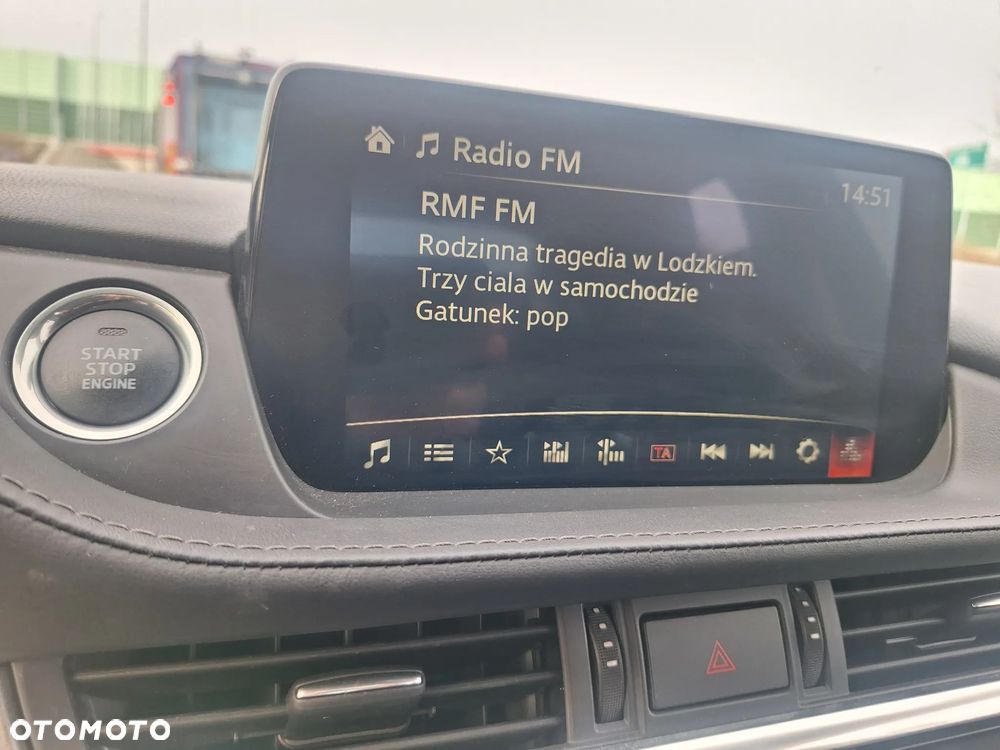 Radio FM
14:51
RMF FM
Rodzinna tragedia w Lodzkiem.
Trzy ciala w samochodzie
Gatunek: pop
TA
START
STOP
ENGINE
OTOMOTO